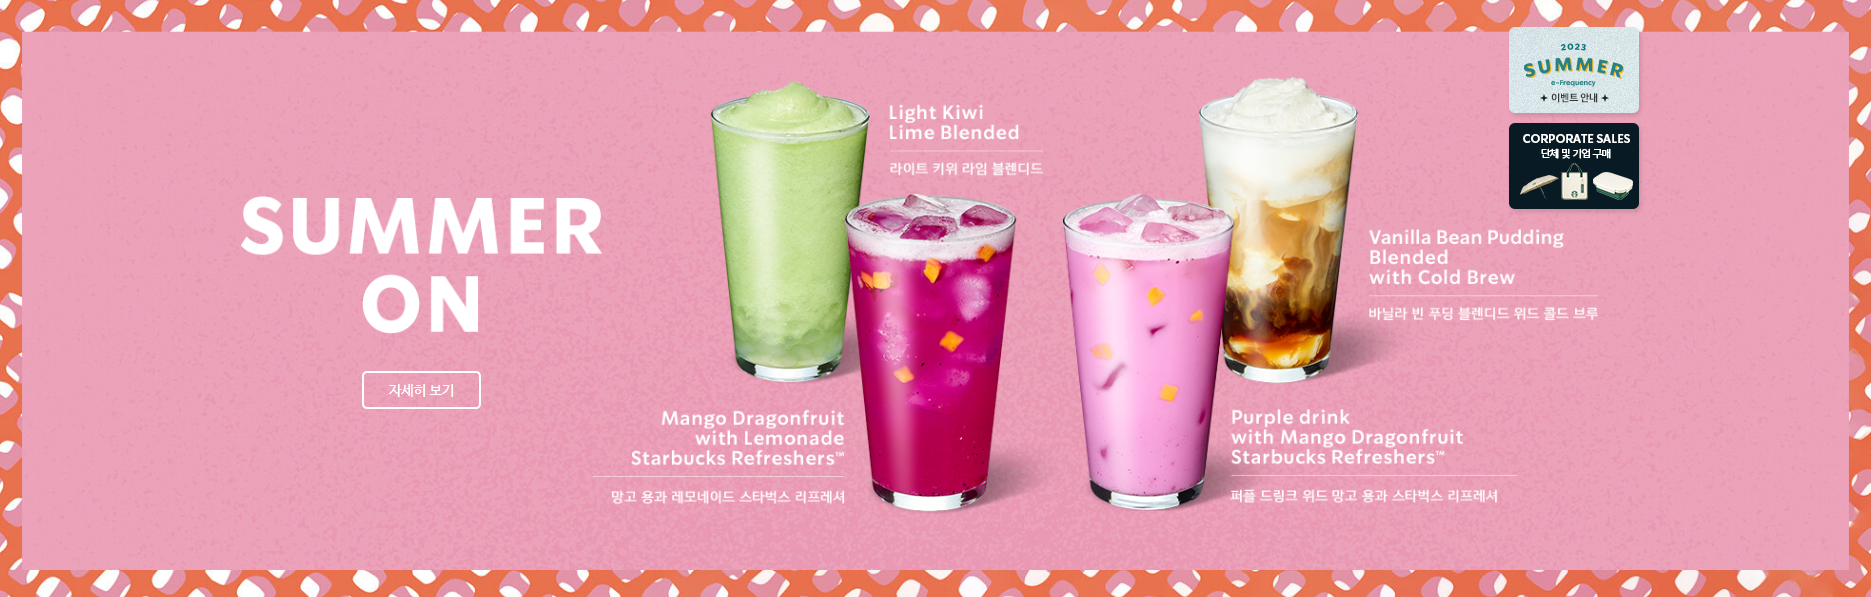 SUMMER
ON
자세히 보기
Light Kiwi
Lime Blended
라이트 키위 라임 블렌디드
Mango Dragonfruit
with Lemonade
Starbucks Refreshers™
망고 용과 레모네이드 스타벅스 리프레셔
Purple drink
with Mango Dragonfruit
Starbucks Refreshers™
퍼플 드링크 위드 망고 용과 스타벅스 리프레셔
Vanilla Bean Pudding
Blended
with Cold Brew
바닐라 빈 푸딩 블렌디드 위드 콜드 브루
2023
SUMMER
e-Frequency
이벤트 안내
CORPORATE SALES
단체 및 기업 구매